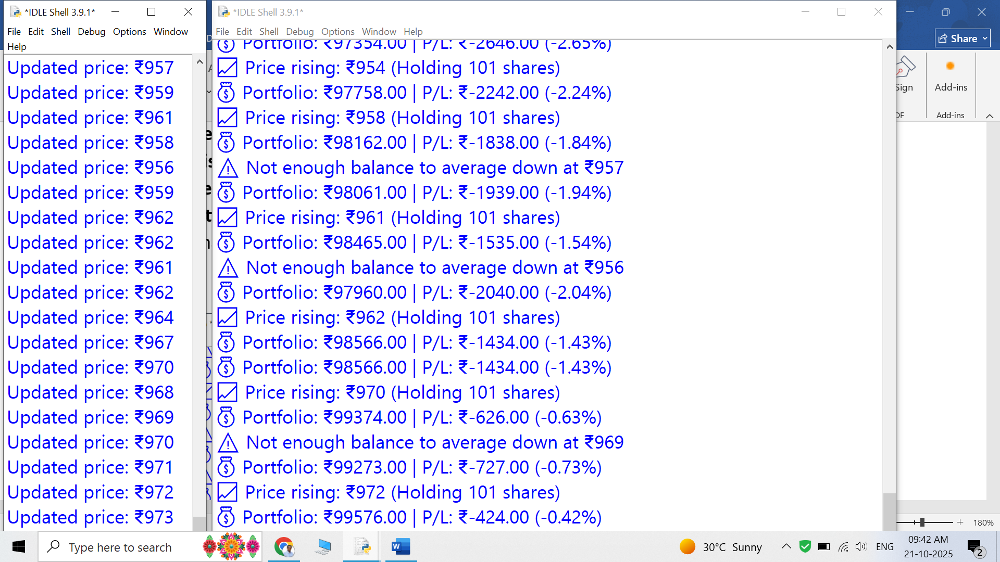 *IDLE Shell 3.9.1*
File Edit Shell Debug Options Window
Help
Updated price: ₹957
Updated price: ₹959
Updated price: ₹961
Updated price: ₹958
Updated price: ₹956
Updated price: ₹959
Updated price: ₹962
Updated price: ₹962
Updated price: ₹961
Updated price: ₹962
Updated price: ₹964
Updated price: ₹967
Updated price: ₹970
Updated price: ₹968
Updated price: ₹969
Updated price: ₹970
Updated price: ₹971
Updated price: ₹972
Updated price: ₹973
*IDLE Shell 3.9.1*
File Edit Shell Debug Options Window Help
Portfolio: ₹97354.00 | P/L: ₹-2646.00 (-2.65%)
Price rising: ₹954 (Holding 101 shares)
Portfolio: ₹97758.00 | P/L: ₹-2242.00 (-2.24%)
Price rising: ₹958 (Holding 101 shares)
Portfolio: ₹98162.00 | P/L: ₹-1838.00 (-1.84%)
Not enough balance to average down at ₹957
Portfolio: ₹98061.00 | P/L: ₹-1939.00 (-1.94%)
Price rising: ₹961 (Holding 101 shares)
Portfolio: ₹98465.00 | P/L: ₹-1535.00 (-1.54%)
Not enough balance to average down at ₹956
Portfolio: ₹97960.00 | P/L: ₹-2040.00 (-2.04%)
Price rising: ₹962 (Holding 101 shares)
Portfolio: ₹98566.00 | P/L: ₹-1434.00 (-1.43%)
Portfolio: ₹98566.00 | P/L: ₹-1434.00 (-1.43%)
Price rising: ₹970 (Holding 101 shares)
Portfolio: ₹99374.00 | P/L: ₹-626.00 (-0.63%)
Not enough balance to average down at ₹969
Portfolio: ₹99273.00 | P/L: ₹-727.00 (-0.73%)
Price rising: ₹972 (Holding 101 shares)
Portfolio: ₹99576.00 | P/L: ₹-424.00 (-0.42%)
Share
Sign
Add-ins
DF
Add-ins
180%
Type here to search
30°C Sunny
ENG
09:42 AM
21-10-2025
2